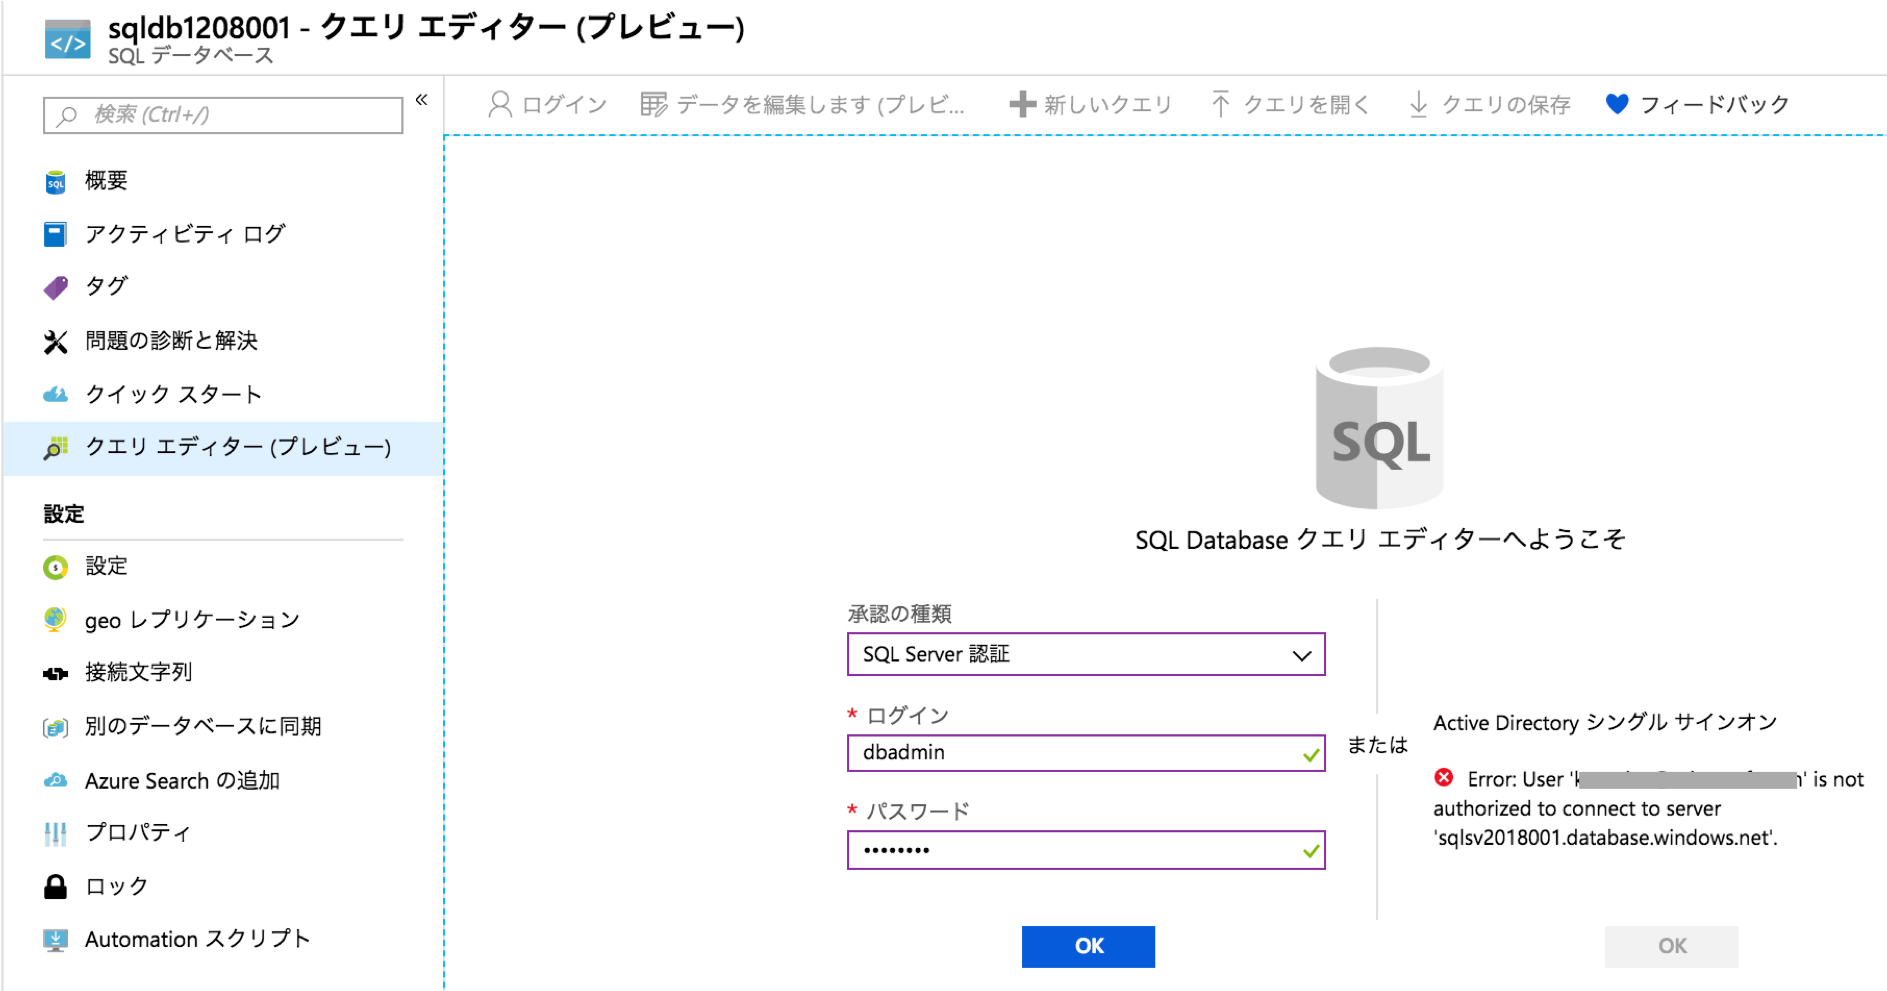 sqldb1208001 - クエリ エディター (プレビュー)
SQL データベース
検索 (Ctrl+/)
«
ログイン
データを編集します (プレビ...
新しいクエリ
クエリを開く
クエリの保存
フィードバック
概要
アクティビティ ログ
タグ
問題の診断と解決
クイック スタート
クエリ エディター (プレビュー)
設定
設定
geo レプリケーション
接続文字列
別のデータベースに同期
Azure Search の追加
プロパティ
ロック
Automation スクリプト
SQL
SQL Database クエリ エディターへようこそ
承認の種類
SQL Server 認証
* ログイン
dbadmin
* パスワード
••••••••
OK
または
Active Directory シングル サインオン
Error: User ' ' is not
authorized to connect to server
'sqlsv2018001.database.windows.net'.
OK